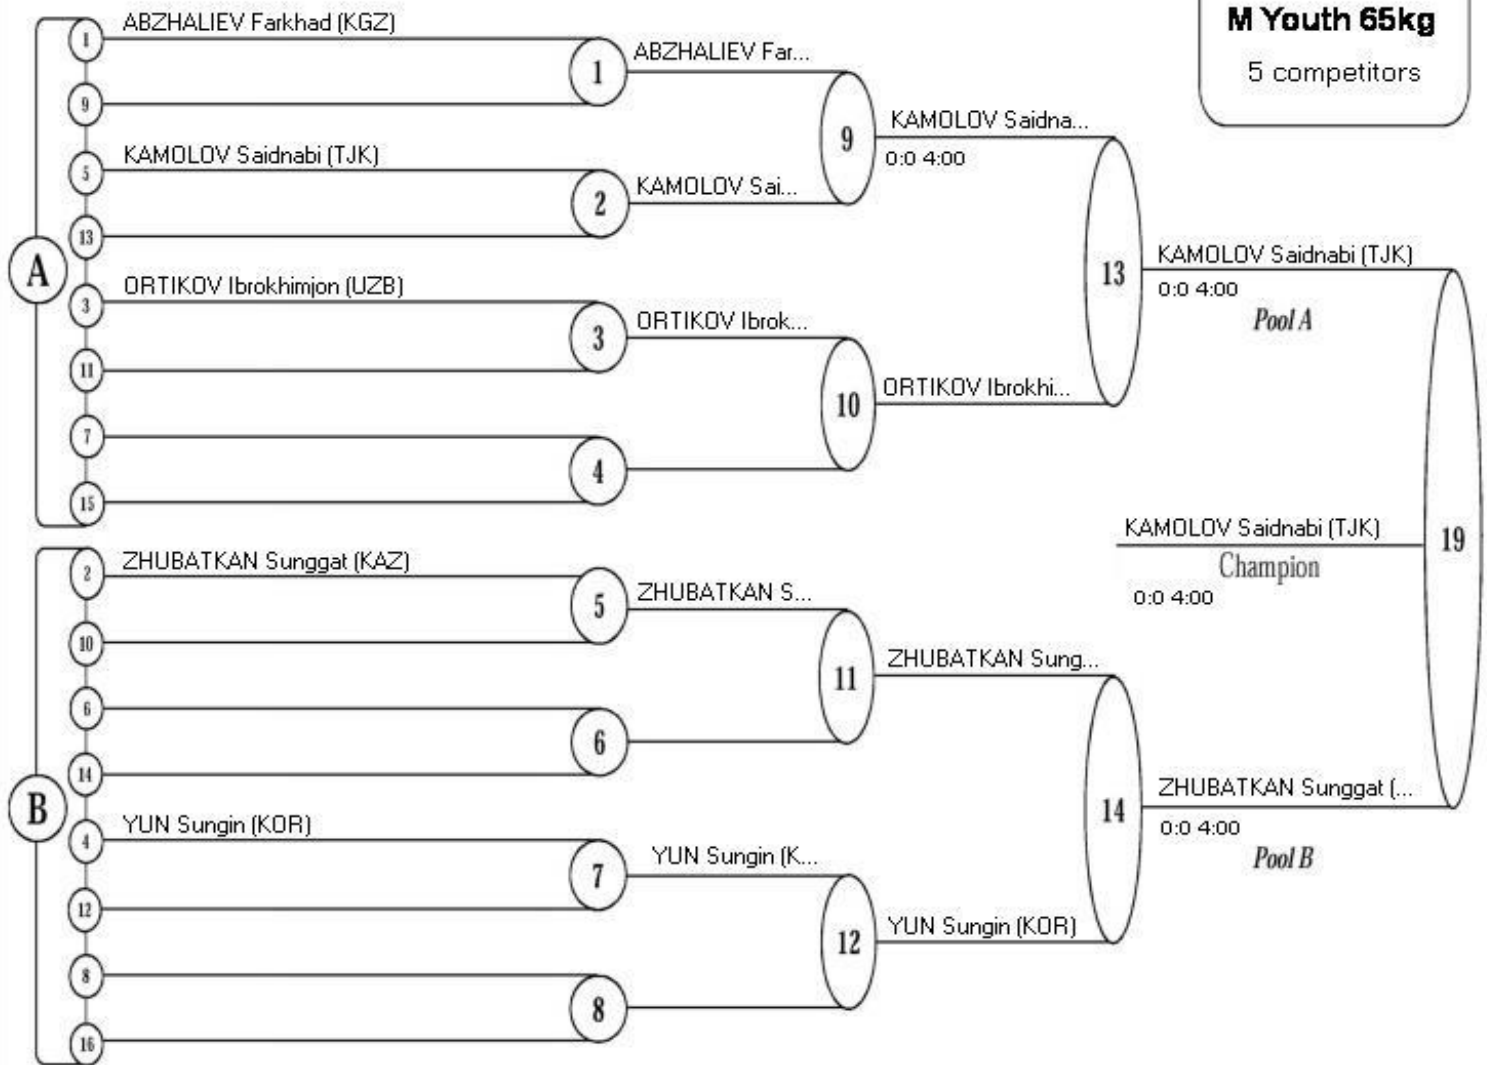 M Youth 65kg
5 competitors
A
1
ABZHALIEV Farkhad (KGZ)
9
5
KAMOLOV Saidnabi (TJK)
13
3
ORTIKOV Ibrokhimjon (UZB)
11
7
15
B
2
ZHUBATKAN Sunggat (KAZ)
10
6
14
4
YUN Sungin (KOR)
12
8
16
1
ABZHALIEV Far...
2
KAMOLOV Sai...
3
ORTIKOV Ibrok...
4
5
ZHUBATKAN S...
6
7
YUN Sungin (K...
8
9
KAMOLOV Saidna...
0:0 4:00
10
ORTIKOV Ibrokhi...
11
ZHUBATKAN Sung...
12
YUN Sungin (KOR)
13
KAMOLOV Saidnabi (TJK)
0:0 4:00
Pool A
14
ZHUBATKAN Sunggat (...
0:0 4:00
Pool B
19
KAMOLOV Saidnabi (TJK)
Champion
0:0 4:00